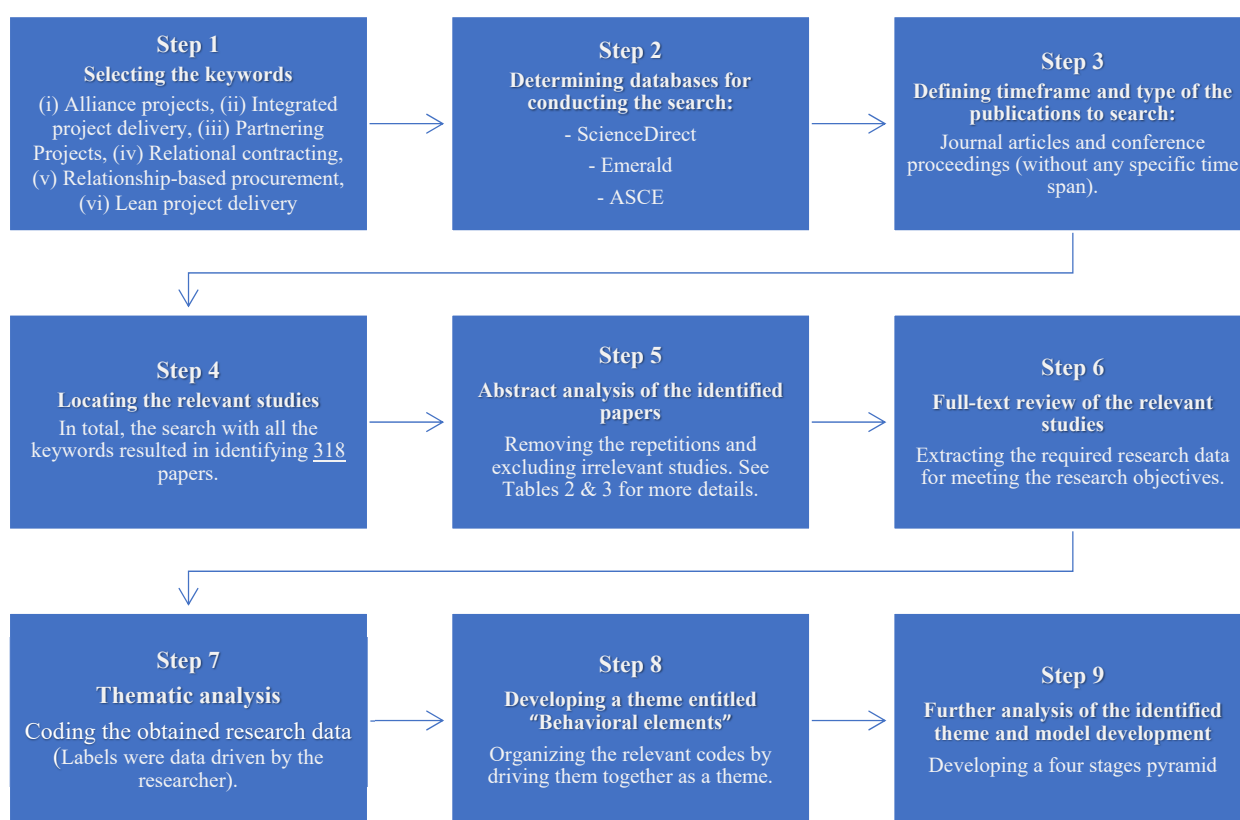 Step 1
Selecting the keywords
(i) Alliance projects, (ii) Integrated
project delivery, (iii) Partnering
Projects, (iv) Relational contracting,
(v) Relationship-based procurement,
(vi) Lean project delivery
Step 2
Determining databases for
conducting the search:
- ScienceDirect
- Emerald
- ASCE
Step 3
Defining timeframe and type of the
publications to search:
Journal articles and conference
proceedings (without any specific time
span).
Step 4
Locating the relevant studies
In total, the search with all the
keywords resulted in identifying 318
papers.
Step 5
Abstract analysis of the identified
papers
Removing the repetitions and
excluding irrelevant studies. See
Tables 2 & 3 for more details.
Step 6
Full-text review of the relevant
studies
Extracting the required research data
for meeting the research objectives.
Step 7
Thematic analysis
Coding the obtained research data
(Labels were data driven by the
researcher).
Step 8
Developing a theme entitled
“Behavioral elements”
Organizing the relevant codes by
driving them together as a theme.
Step 9
Further analysis of the identified
theme and model development
Developing a four stages pyramid